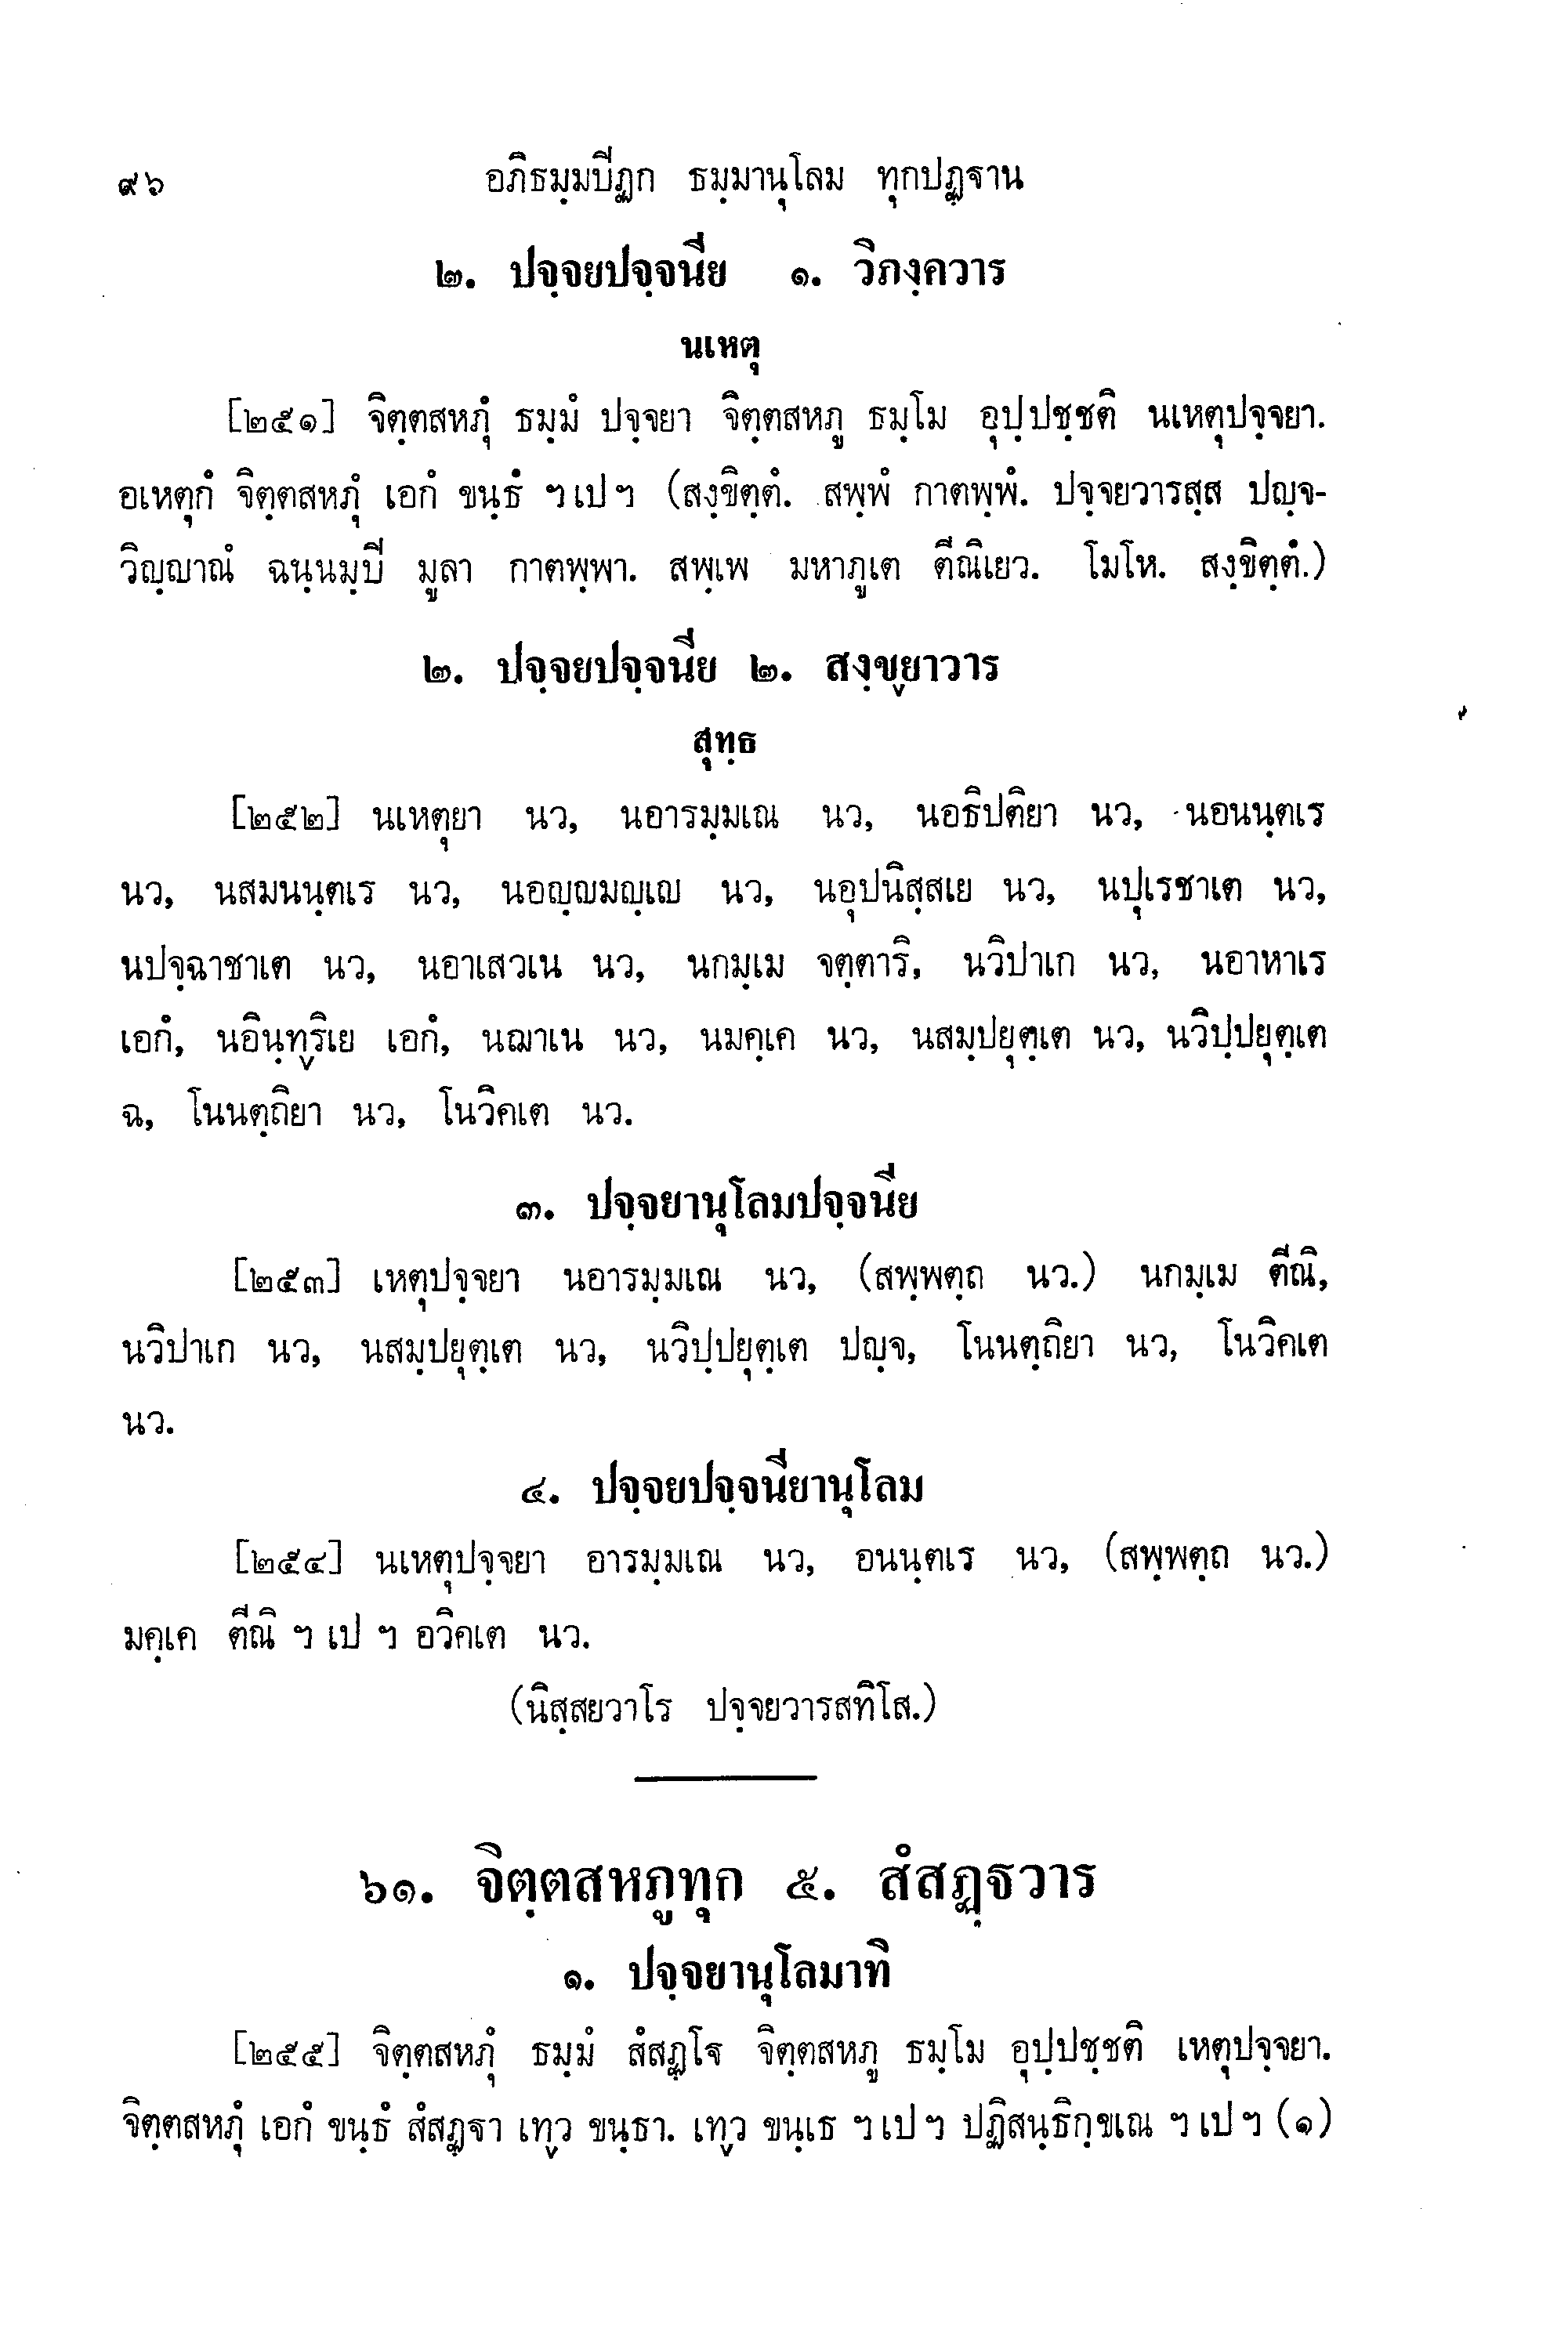 ๙๖ อภิธมฺมปิฏก ธมฺมานุโลม ทุกปฏฺฐาน
๒. ปจฺจยปจฺจนีย ๑. วิภงฺควาร
นเหตุ
[๒๕๑] จิตฺตสหภุํ ธมฺมํ ปจฺจยา จิตฺตสหภู ธมฺโม อุปฺปชฺชติ นเหตุปจฺจยา.
อเหตุกํ จิตฺตสหภุํ เอกํ ขนฺธํ ฯ เป ฯ (สงฺขิตฺตํ. สพฺพํ กาตพฺพํ. ปจฺจยวารสฺส ปญฺจ-
วิญฺญาณํ ฉนฺนมฺปิ มูลา กาตพฺพา. สพฺเพ มหาภูเต ตีณิเยว. โมโห. สงฺขิตฺตํ.)
๒. ปจฺจยปจฺจนีย ๒. สงฺขฺยาวาร
สุทฺธ
[๒๕๒] นเหตุยา นว, นอารมฺมเณ นว, นอธิปติยา นว, นอนนฺตเร
นว, นสมนนฺตเร นว, นอญฺญมญฺเญ นว, นอุปนิสฺสเย นว, นปุเรชาเต นว,
นปจฺฉาชาเต นว, นอาเสวเน นว, นกมฺเม จตฺตาริ, นวิปาเก นว, นอาหาเร
เอกํ, นอินฺทฺริเย เอกํ, นฌาเน นว, นมคฺเค นว, นสมฺปยุตฺเต นว, นวิปฺปยุตฺเต
ฉ, โนนตฺถิยา นว, โนวิคเต นว.
๓. ปจฺจยานุโลมปจฺจนีย
[๒๕๓] เหตุปจฺจยา นอารมฺมเณ นว, (สพฺพตฺถ นว.) นกมฺเม ตีณิ,
นวิปาเก นว, นสมฺปยุตฺเต นว, นวิปฺปยุตฺเต ปญฺจ, โนนตฺถิยา นว, โนวิคเต
นว.
๔. ปจฺจยปจฺจนียานุโลม
[๒๕๔] นเหตุปจฺจยา อารมฺมเณ นว, อนนฺตเร นว, (สพฺพตฺถ นว.)
มคฺเค ตีณิ ฯ เป ฯ อวิคเต นว.
(นิสฺสยวาโร ปจฺจยวารสทิโส.)
๖๑. จิตฺตสหภูทุก ๕. สํสฏฺฐวาร
๑. ปจฺจยานุโลมาทิ
[๒๕๕] จิตฺตสหภุํ ธมฺมํ สํสฏฺโฐ จิตฺตสหภู ธมฺโม อุปฺปชฺชติ เหตุปจฺจยา.
จิตฺตสหภุํ เอกํ ขนฺธํ สํสฏฺฐา เทฺว ขนฺธา. เทฺว ขนฺเธ ฯ เป ฯ ปฏิสนฺธิกฺขเณ ฯ เป ฯ (๑)